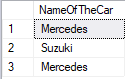 NameOfTheCar
1 Mercedes
2 Suzuki
3 Mercedes